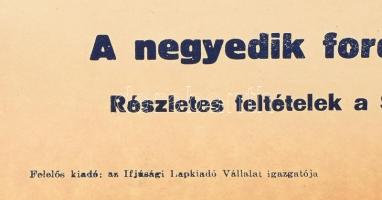 A negyedik for
Részletes feltételek a
Felelős kiadó: az Ifjúsági Lapkiadó Vállalat igazgatója